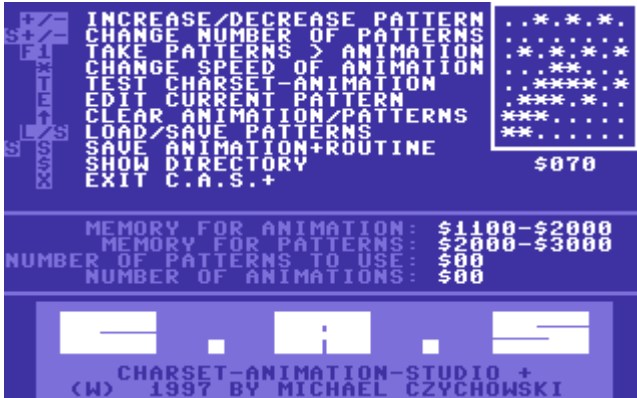 +/- INCREASE/DECREASE PATTERN
S+/- CHANGE NUMBER OF PATTERNS
F1 TAKE PATTERNS > ANIMATION
* CHANGE SPEED OF ANIMATION
T TEST CHARSET-ANIMATION
E EDIT CURRENT PATTERN
↑ CLEAR ANIMATION/PATTERNS
L/S LOAD/SAVE PATTERNS
S S SAVE ANIMATION+ROUTINE
$ SHOW DIRECTORY
X EXIT C.A.S.+
..*.*.*.
........
.*.*.*.*
...**...
..****.*
.***.*..
***.....
**......
$070
MEMORY FOR ANIMATION: $1100-$2000
MEMORY FOR PATTERNS: $2000-$3000
NUMBER OF PATTERNS TO USE: $00
NUMBER OF ANIMATIONS: $00
C.A.S
CHARSET-ANIMATION-STUDIO +
(W) 1997 BY MICHAEL CZYCHOWSKI